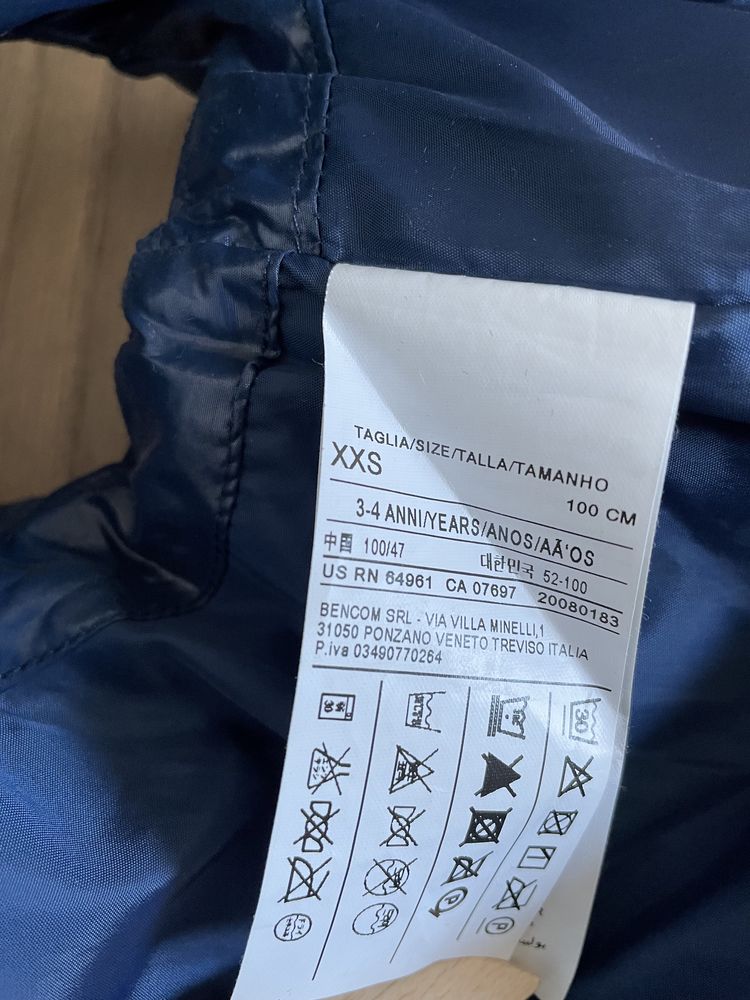 TAGLIA/SIZE/TALLA/TAMANHO
XXS
100 CM
3-4 ANNI/YEARS/ANOS/AÃ'OS
中国 100/47 대한민국 52-100
US RN 64961 CA 07697 20080183
BENCOM SRL - VIA VILLA MINELLI,1
31050 PONZANO VENETO TREVISO ITALIA
P.iva 03490770264
30
P
P